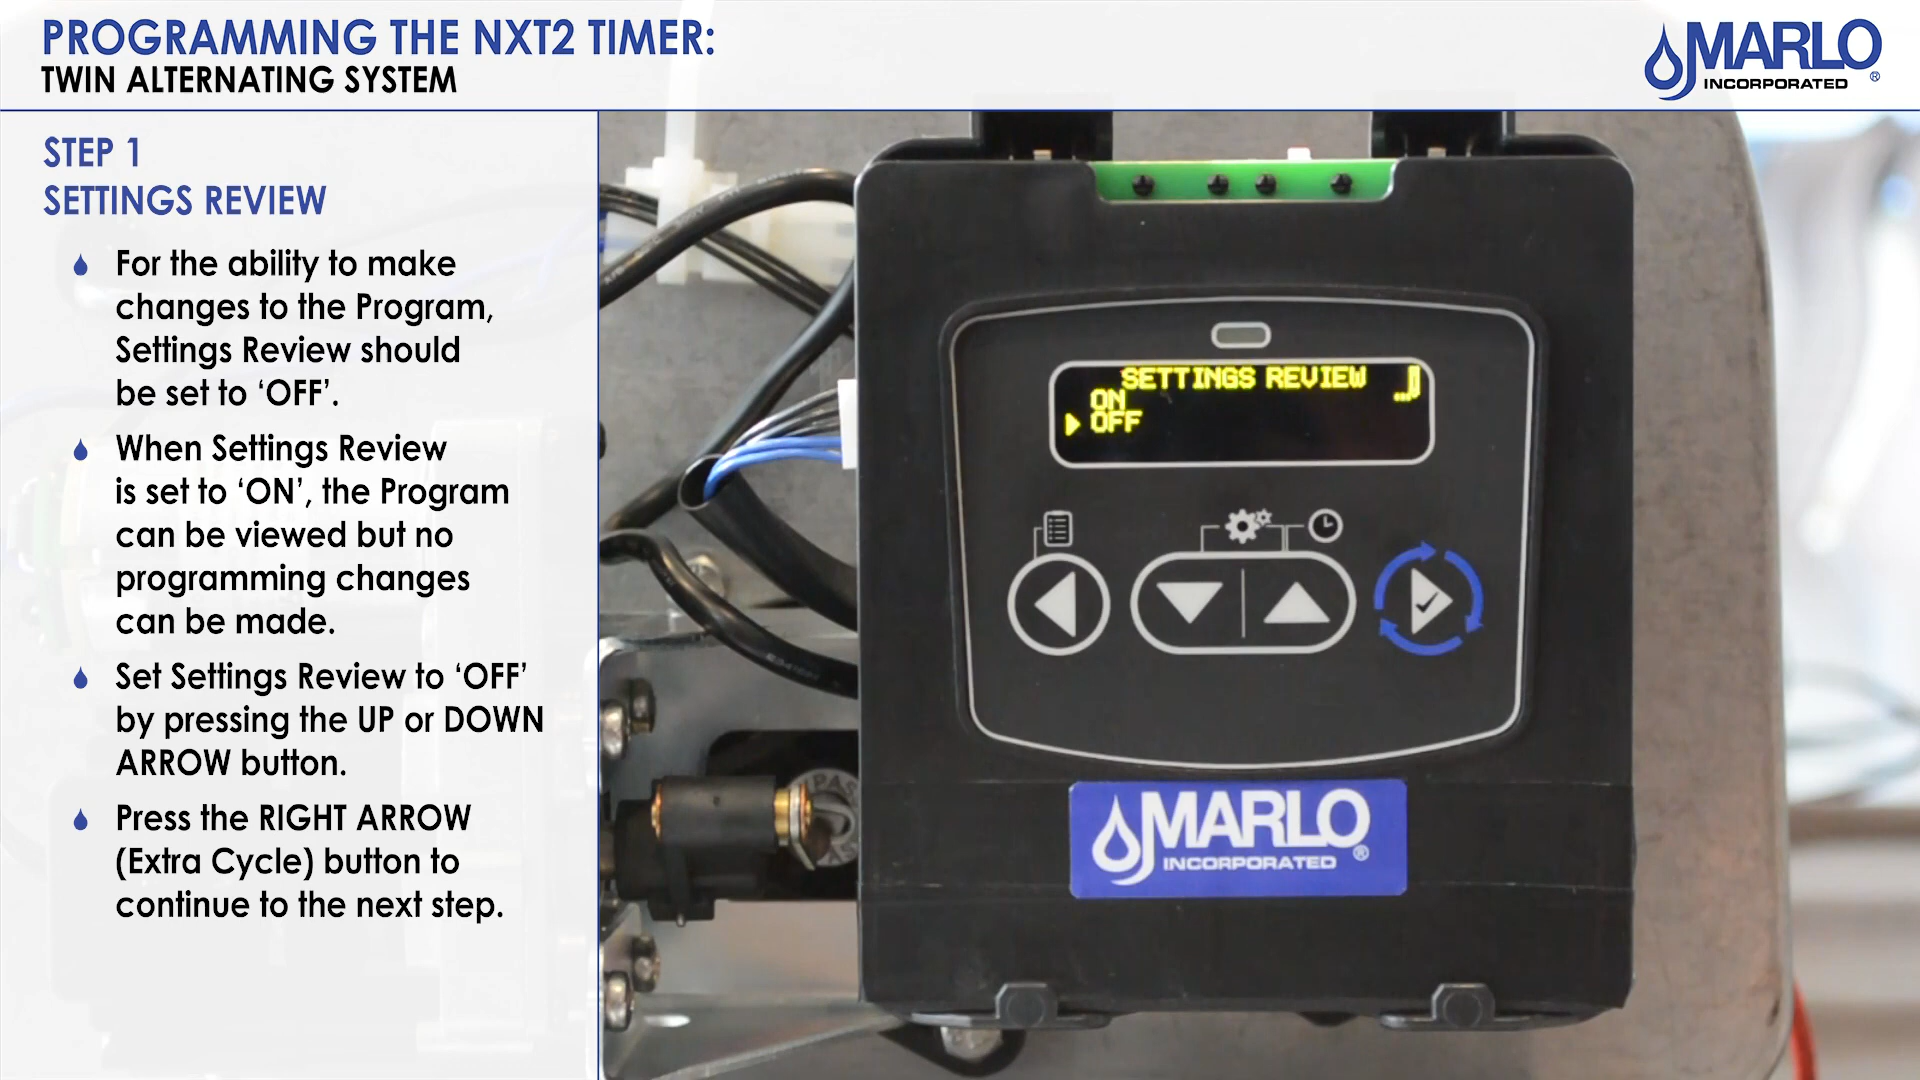 PROGRAMMING THE NXT2 TIMER:
TWIN ALTERNATING SYSTEM
MARLO
INCORPORATED
®
STEP 1
SETTINGS REVIEW
For the ability to make
changes to the Program,
Settings Review should
be set to ‘OFF’.
When Settings Review
is set to ‘ON’, the Program
can be viewed but no
programming changes
can be made.
Set Settings Review to ‘OFF’
by pressing the UP or DOWN
ARROW button.
Press the RIGHT ARROW
(Extra Cycle) button to
continue to the next step.
SETTINGS REVIEW
ON
OFF
MARLO
INCORPORATED
®